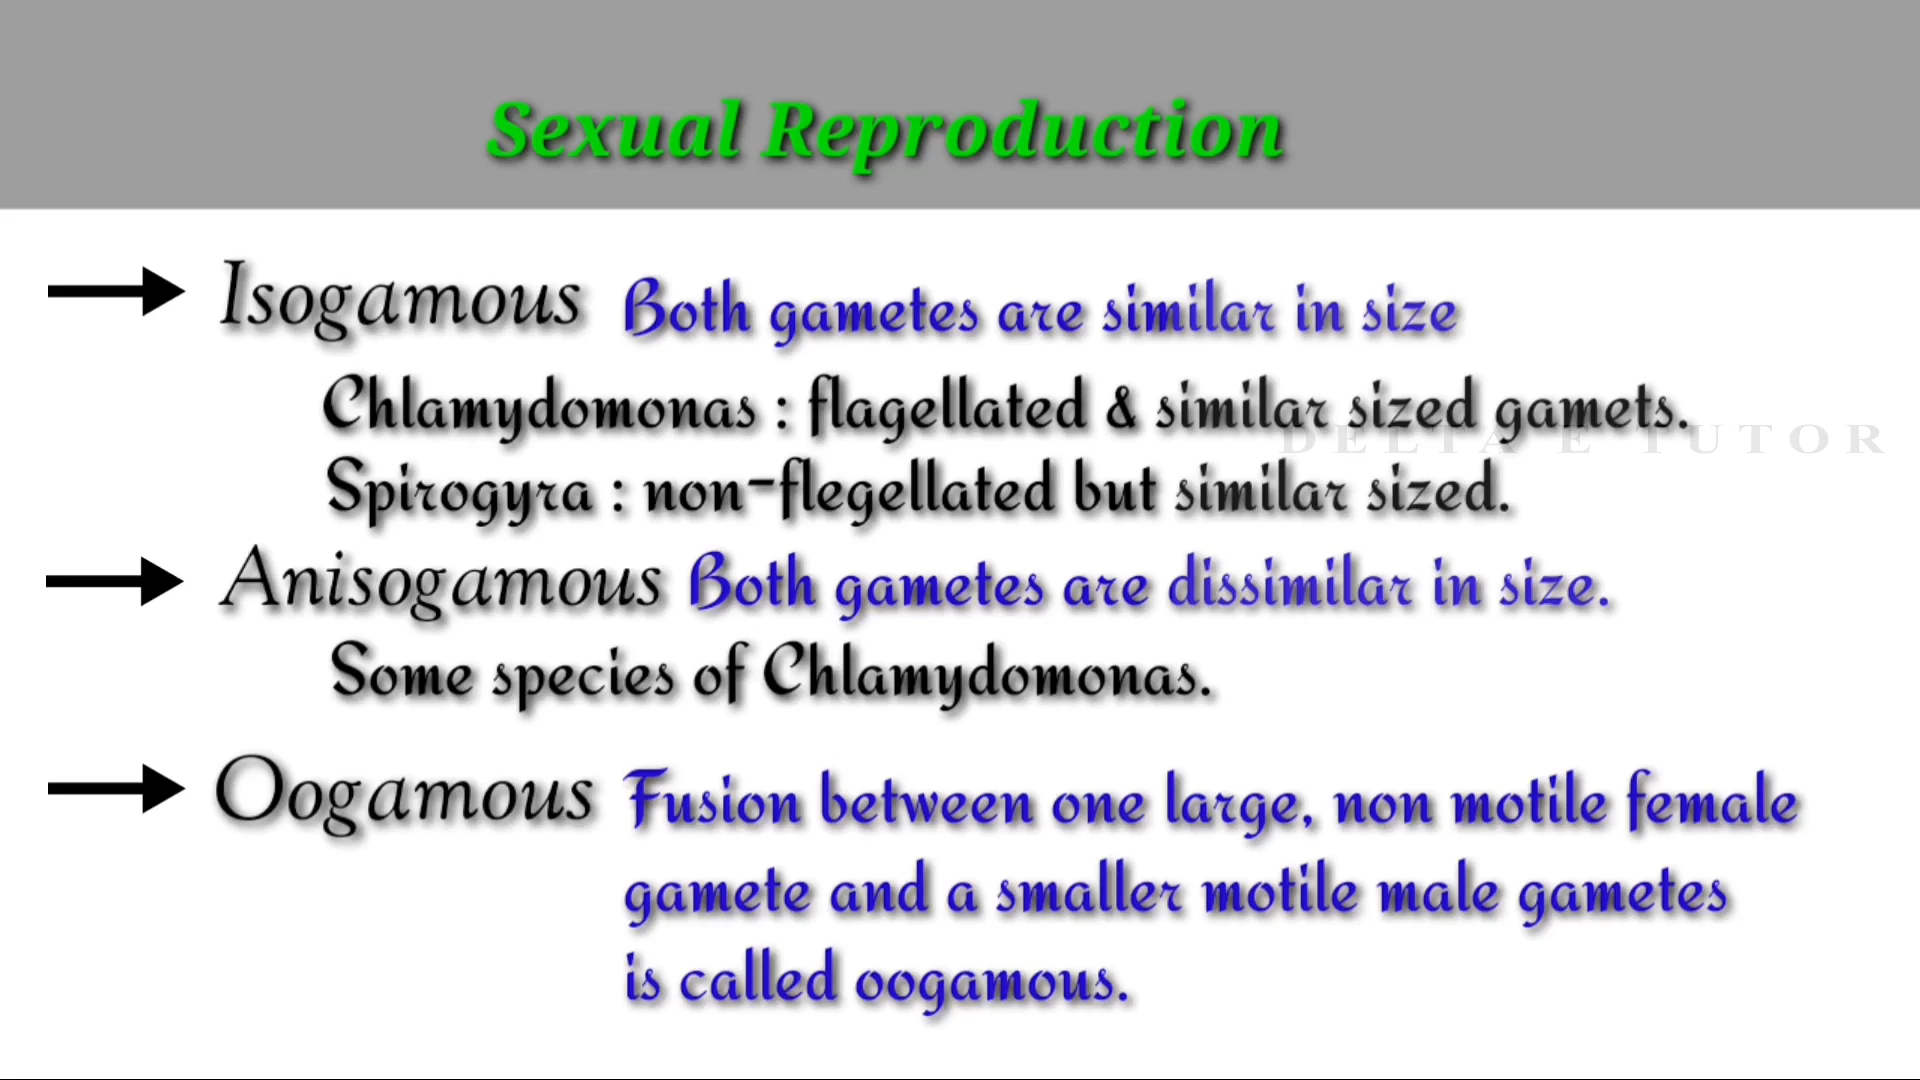 Sexual Reproduction
Isogamous Both gametes are similar in size
Chlamydomonas : flagellated & similar sized gamets.
DELTA E TUTOR
Spirogyra : non-flegellated but similar sized.
Anisogamous Both gametes are dissimilar in size.
Some species of Chlamydomonas.
Oogamous Fusion between one large, non motile female
gamete and a smaller motile male gametes
is called oogamous.